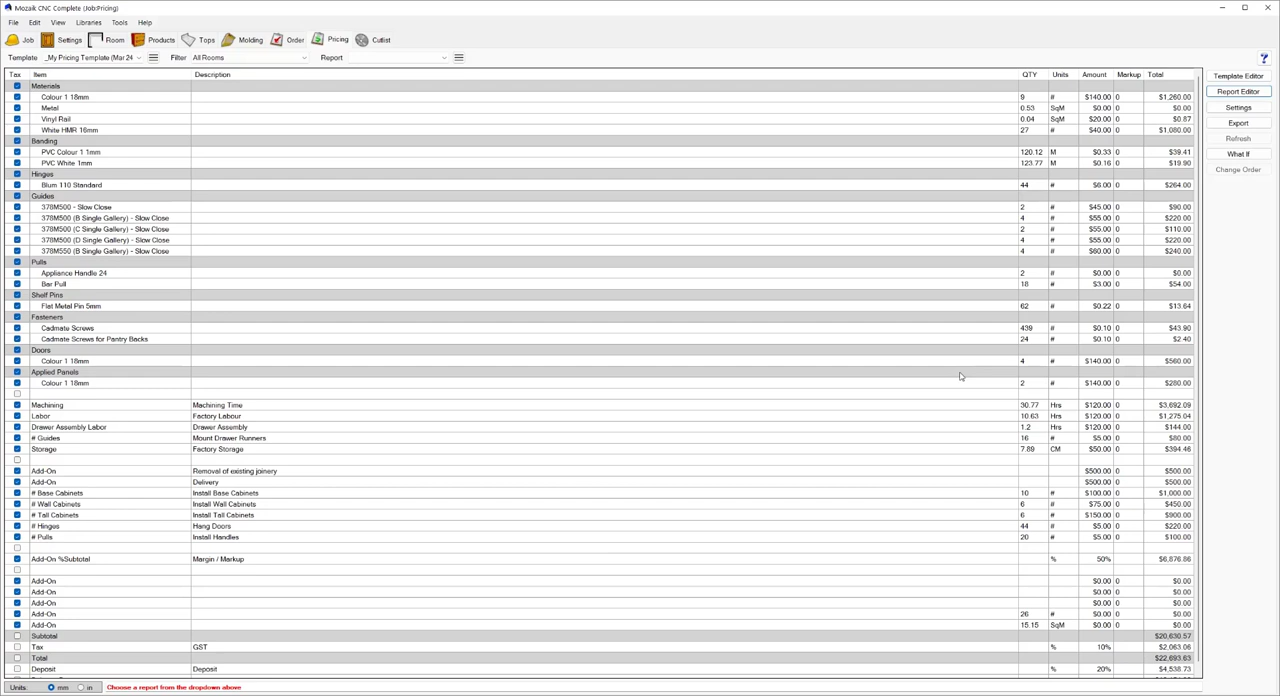 Mozaik CNC Complete (Job:Pricing)
File Edit View Libraries Tools Help
Job Settings Room Products Tops Molding Order Pricing Cutlist
Template _My Pricing Template (Mar 24 Filter All Rooms Report
Tax Item Description QTY Units Amount Markup Total
Materials
Colour 1 18mm 9 # $140.00 0 $1,260.00
Metal 0.53 SqM $0.00 0 $0.00
Vinyl Rail 0.04 SqM $20.00 0 $0.87
White HMR 16mm 27 # $40.00 0 $1,080.00
Banding
PVC Colour 1 1mm 120.12 M $0.33 0 $39.41
PVC White 1mm 123.77 M $0.16 0 $19.90
Hinges
Blum 110 Standard 44 # $6.00 0 $264.00
Guides
378M500 - Slow Close 2 # $45.00 0 $90.00
378M500 (B Single Gallery) - Slow Close 4 # $55.00 0 $220.00
378M500 (C Single Gallery) - Slow Close 2 # $55.00 0 $110.00
378M500 (D Single Gallery) - Slow Close 4 # $55.00 0 $220.00
378M550 (B Single Gallery) - Slow Close 4 # $60.00 0 $240.00
Pulls
Appliance Handle 24 2 # $0.00 0 $0.00
Bar Pull 18 # $3.00 0 $54.00
Shelf Pins
Flat Metal Pin 5mm 62 # $0.22 0 $13.64
Fasteners
Cadmate Screws 439 # $0.10 0 $43.90
Cadmate Screws for Pantry Backs 24 # $0.10 0 $2.40
Doors
Colour 1 18mm 4 # $140.00 0 $560.00
Applied Panels
Colour 1 18mm 2 # $140.00 0 $280.00
Machining Machining Time 30.77 Hrs $120.00 0 $3,692.09
Labor Factory Labour 10.63 Hrs $120.00 0 $1,275.04
Drawer Assembly Labor Drawer Assembly 1.2 Hrs $120.00 0 $144.00
# Guides Mount Drawer Runners 16 # $5.00 0 $80.00
Storage Factory Storage 7.89 CM $50.00 0 $394.46
Add-On Removal of existing joinery $500.00 0 $500.00
Add-On Delivery $500.00 0 $500.00
# Base Cabinets Install Base Cabinets 10 # $100.00 0 $1,000.00
# Wall Cabinets Install Wall Cabinets 6 # $75.00 0 $450.00
# Tall Cabinets Install Tall Cabinets 6 # $150.00 0 $900.00
# Hinges Hang Doors 44 # $5.00 0 $220.00
# Pulls Install Handles 20 # $5.00 0 $100.00
Add-On %Subtotal Margin / Markup % 50% $6,876.86
Add-On $0.00 0 $0.00
Add-On $0.00 0 $0.00
Add-On $0.00 0 $0.00
Add-On 26 # $0.00 0 $0.00
Add-On 15.15 SqM $0.00 0 $0.00
Subtotal $20,630.57
Tax GST % 10% $2,063.06
Total $22,693.63
Deposit Deposit % 20% $4,538.73
Template Editor
Report Editor
Settings
Export
Refresh
What If
Change Order
Units mm in Choose a report from the dropdown above